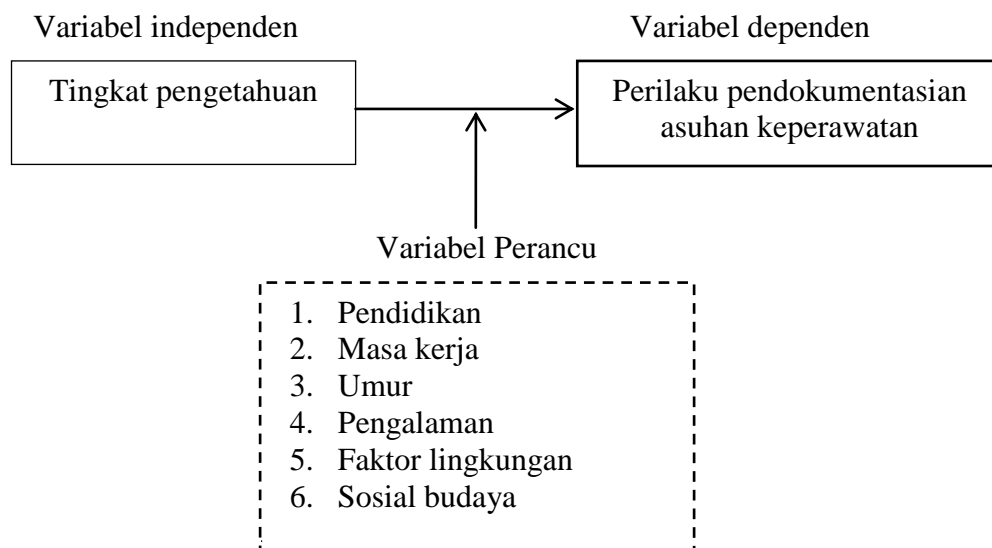 Variabel independen
Variabel dependen
Tingkat pengetahuan
Perilaku pendokumentasian
asuhan keperawatan
Variabel Perancu
1. Pendidikan
2. Masa kerja
3. Umur
4. Pengalaman
5. Faktor lingkungan
6. Sosial budaya